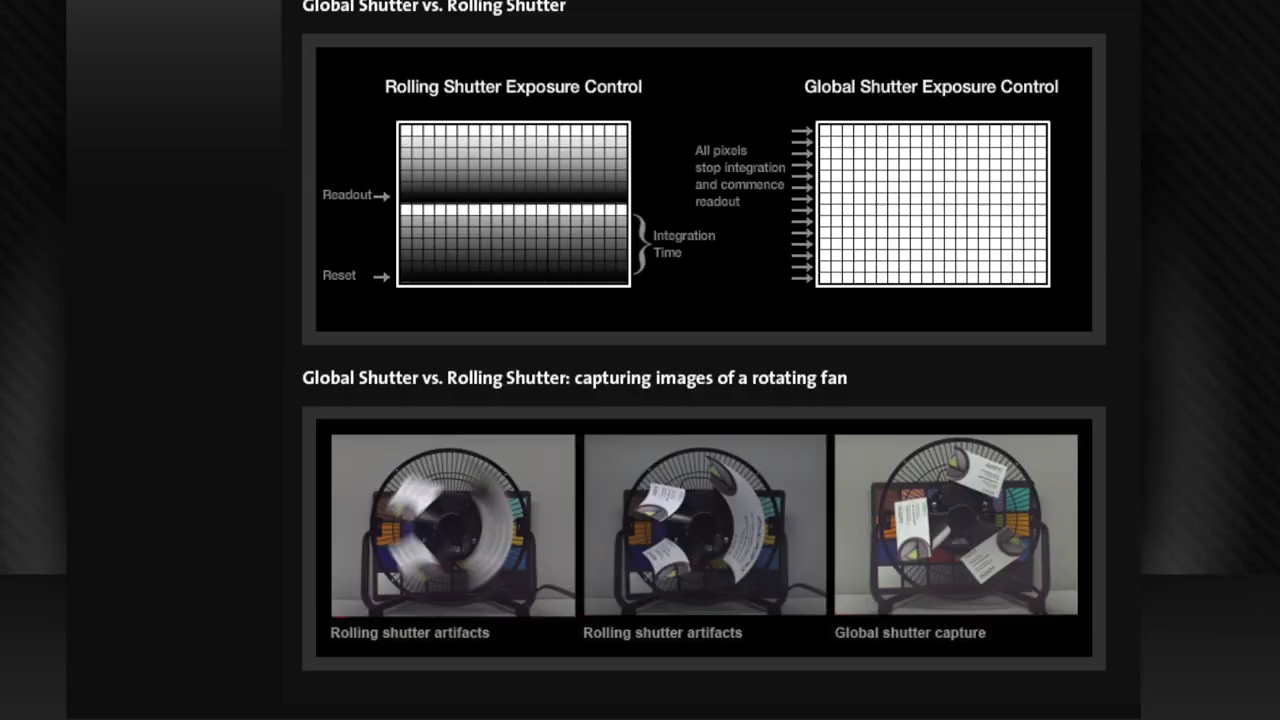 Global Shutter vs. Rolling Shutter
Rolling Shutter Exposure Control
Global Shutter Exposure Control
Readout
Reset
Integration
Time
All pixels
stop integration
and commence
readout
Global Shutter vs. Rolling Shutter: capturing images of a rotating fan
Rolling shutter artifacts
Rolling shutter artifacts
Global shutter capture